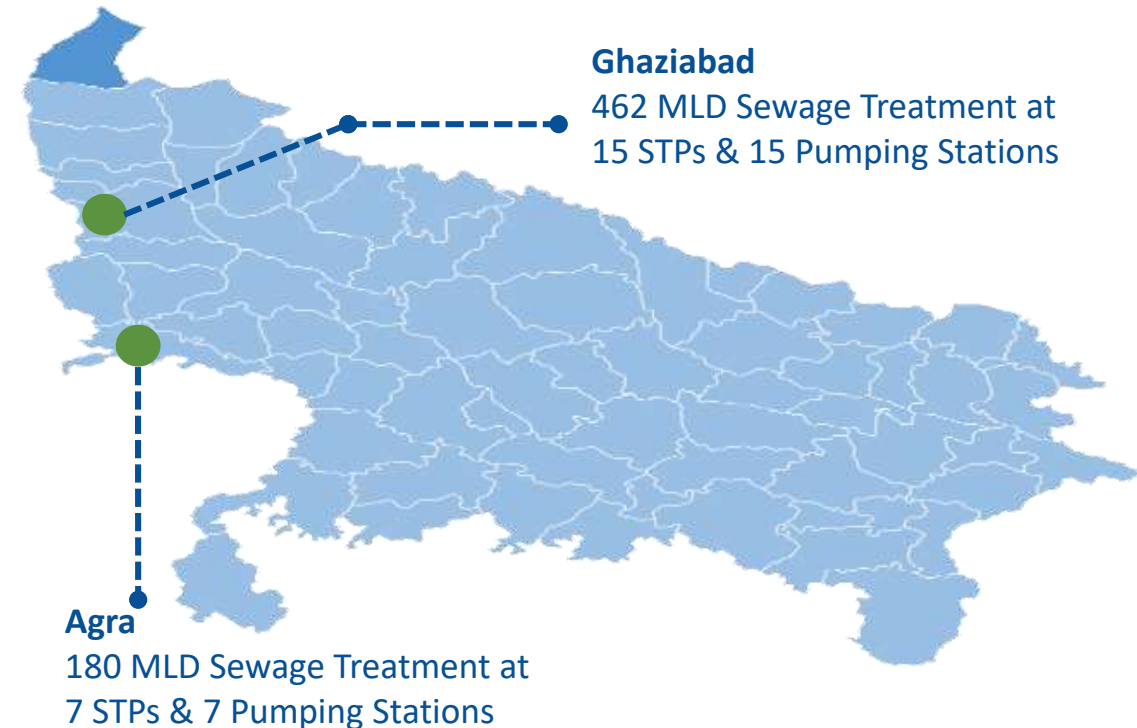 Ghaziabad
462 MLD Sewage Treatment at
15 STPs & 15 Pumping Stations
Agra
180 MLD Sewage Treatment at
7 STPs & 7 Pumping Stations